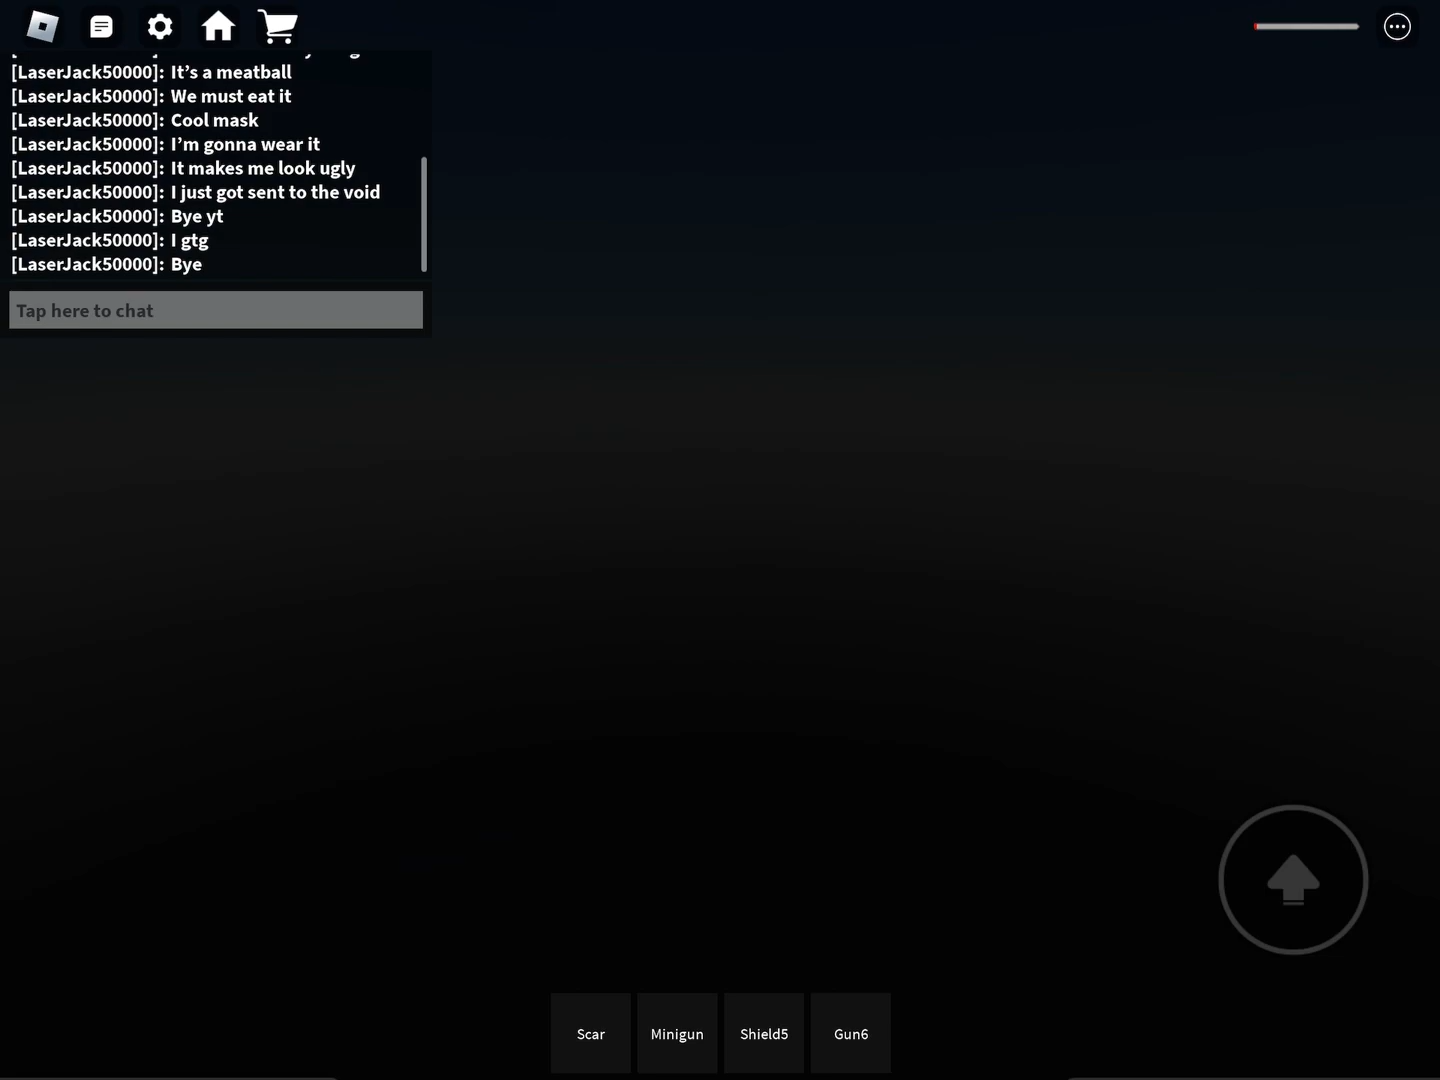 [LaserJack50000]: It’s a meatball
[LaserJack50000]: We must eat it
[LaserJack50000]: Cool mask
[LaserJack50000]: I’m gonna wear it
[LaserJack50000]: It makes me look ugly
[LaserJack50000]: I just got sent to the void
[LaserJack50000]: Bye yt
[LaserJack50000]: I gtg
[LaserJack50000]: Bye
Tap here to chat
Scar Minigun Shield5 Gun6